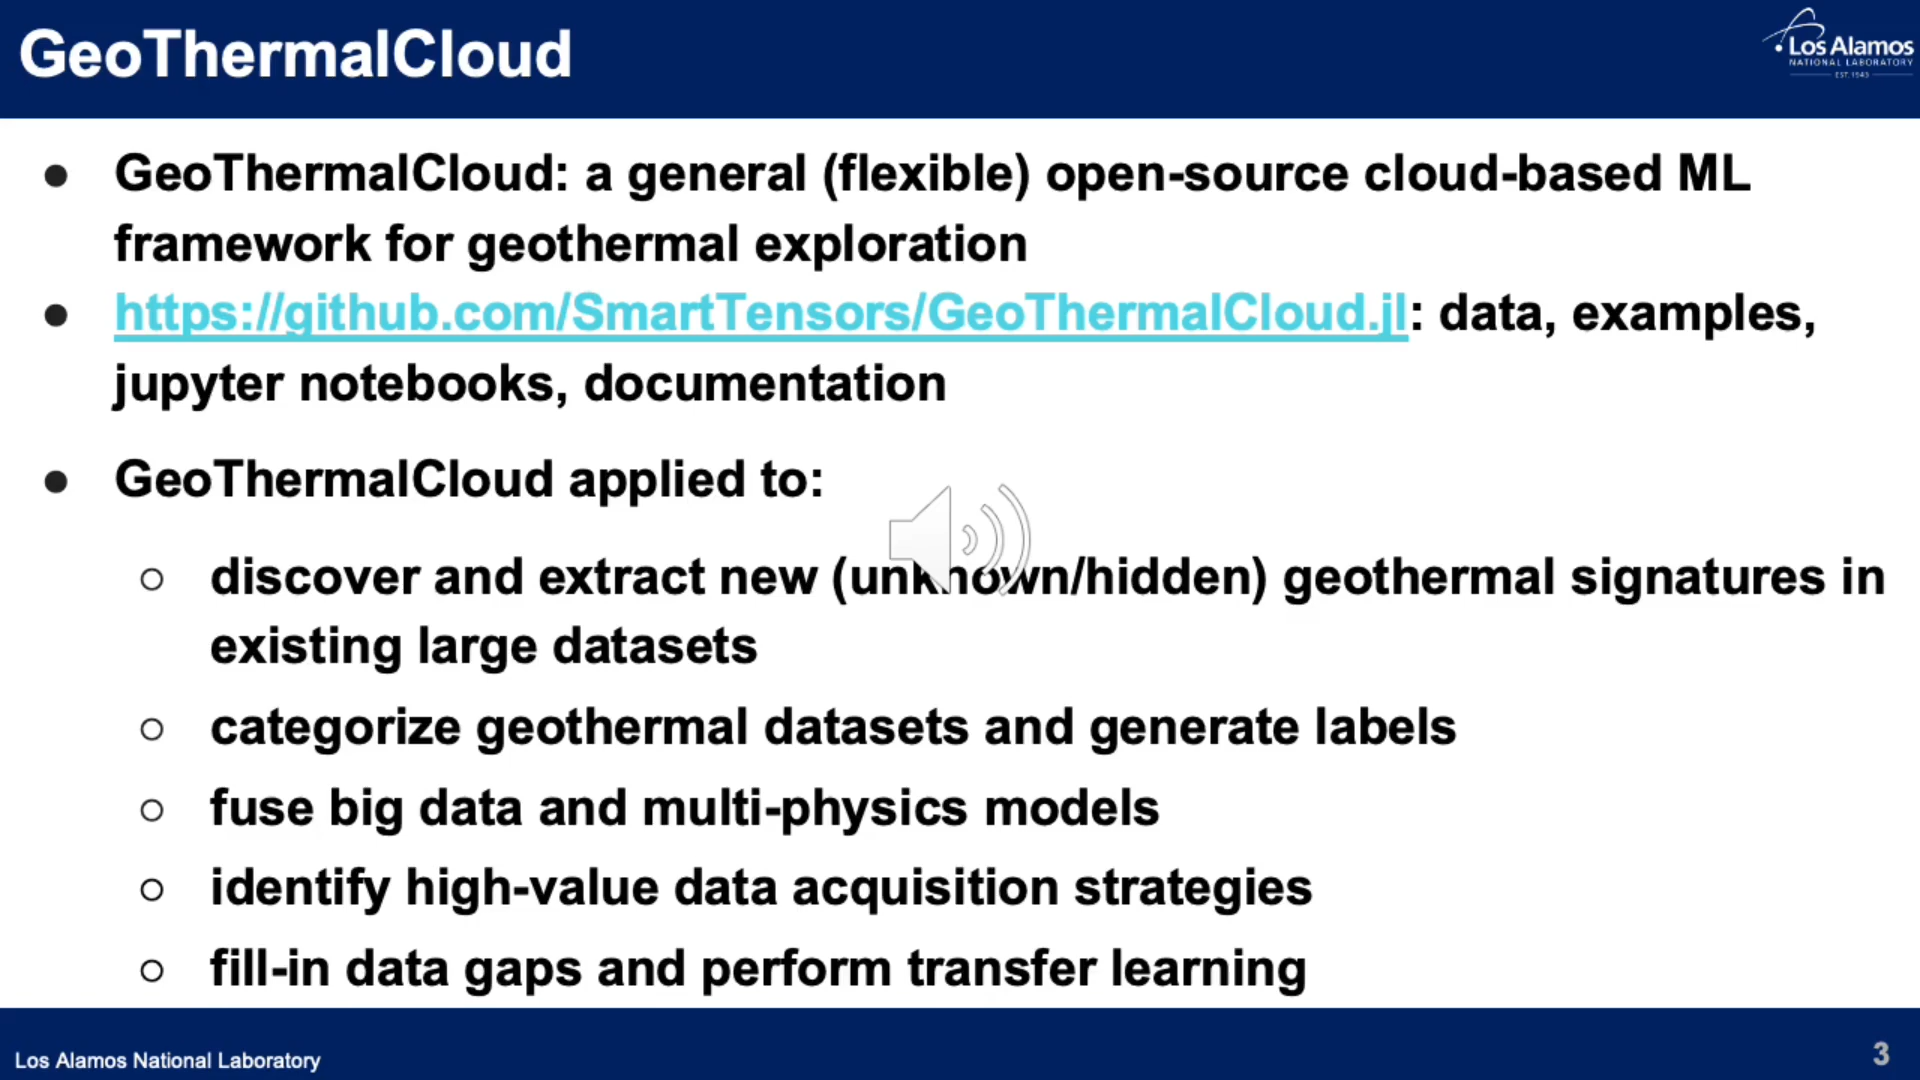 GeoThermalCloud
Los Alamos
NATIONAL LABORATORY
EST. 1943
● GeoThermalCloud: a general (flexible) open-source cloud-based ML
framework for geothermal exploration
● https://github.com/SmartTensors/GeoThermalCloud.jl: data, examples,
jupyter notebooks, documentation
● GeoThermalCloud applied to:
○ discover and extract new (unknown/hidden) geothermal signatures in
existing large datasets
○ categorize geothermal datasets and generate labels
○ fuse big data and multi-physics models
○ identify high-value data acquisition strategies
○ fill-in data gaps and perform transfer learning
Los Alamos National Laboratory
3